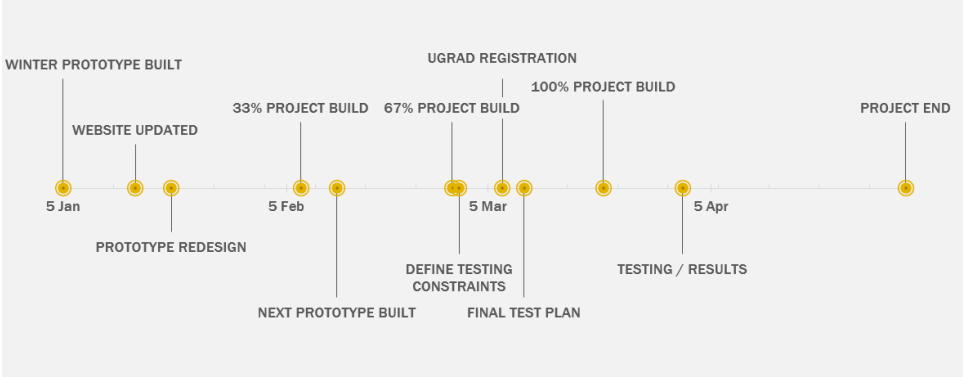 UGRAD REGISTRATION
WINTER PROTOTYPE BUILT
100% PROJECT BUILD
33% PROJECT BUILD
67% PROJECT BUILD
PROJECT END
WEBSITE UPDATED
5 Jan
5 Feb
5 Mar
5 Apr
PROTOTYPE REDESIGN
DEFINE TESTING
CONSTRAINTS
TESTING / RESULTS
NEXT PROTOTYPE BUILT
FINAL TEST PLAN